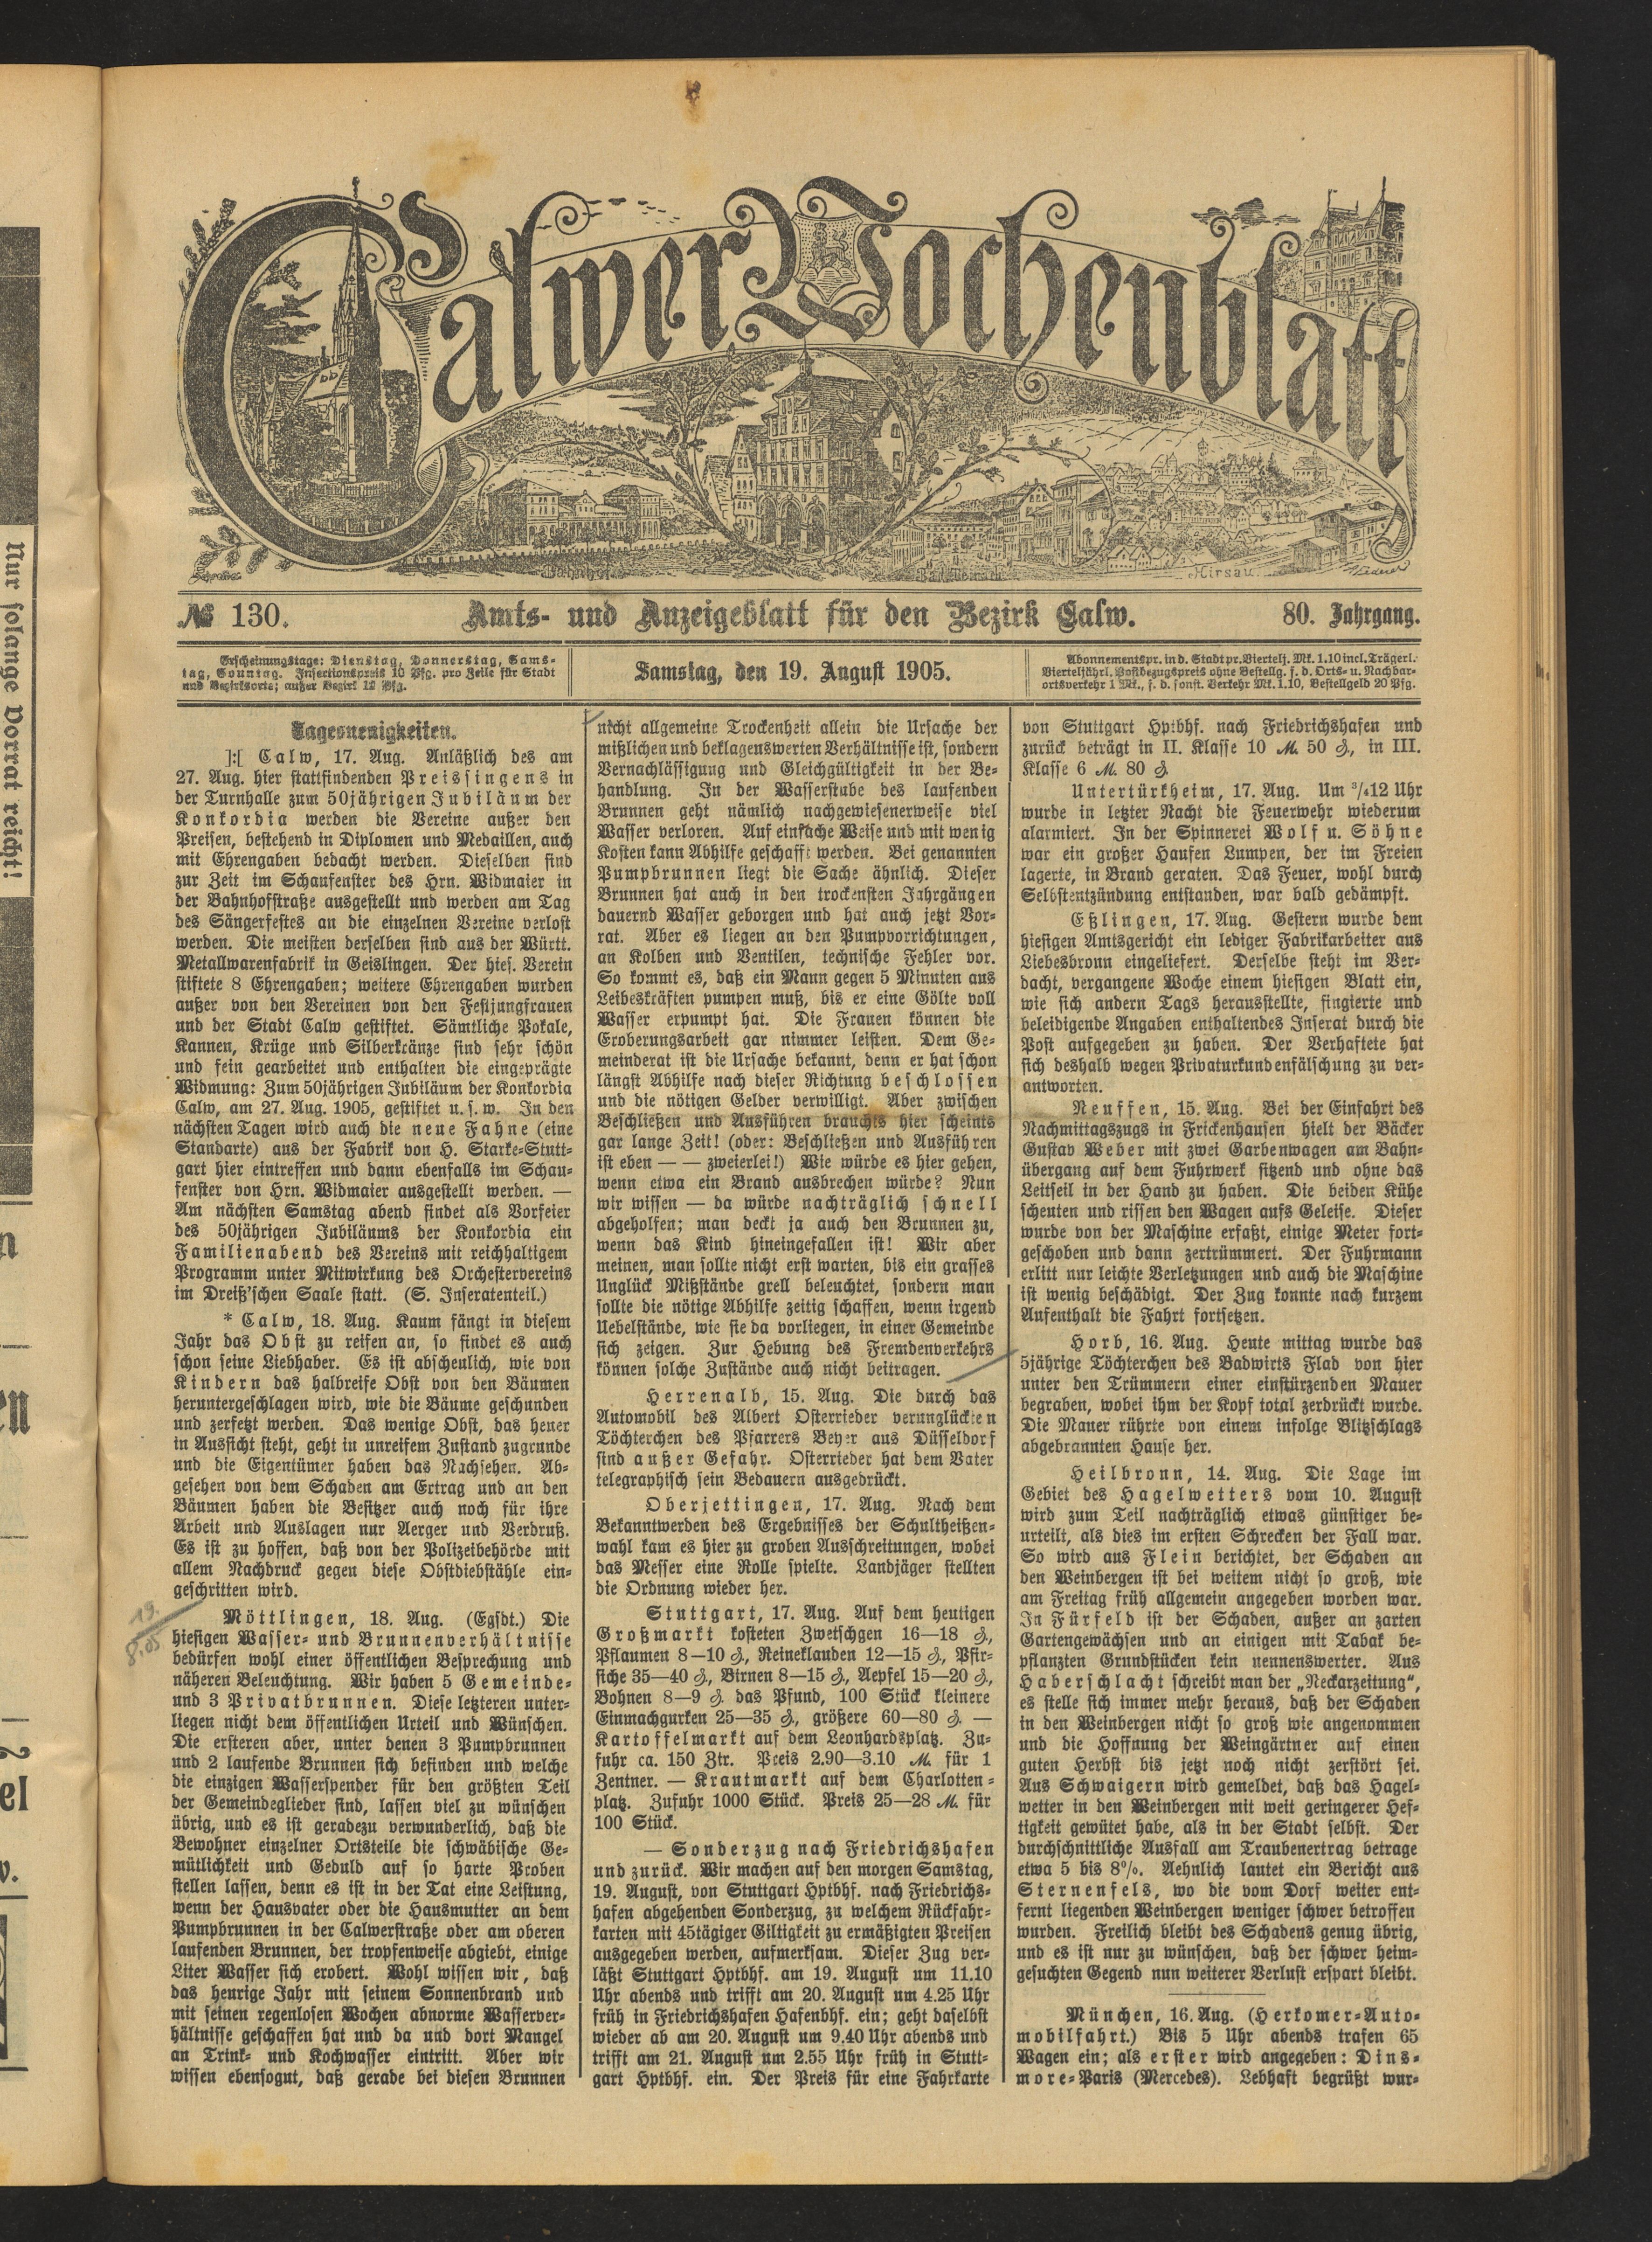 Calwer Wochenblatt
Bahnhof
Hirsau
Federer
№ 130.
Amts- und Anzeigeblatt für den Bezirk Calw.
80. Jahrgang.
Erscheinungstage: Dienstag, Donnerstag, Sams-
tag, Sonntag. Insertionspreis 10 Pfg. pro Zeile für Stadt
und Bezirksorte; außer Bezirk 12 Pfg.
Samstag, den 19. August 1905.
Abonnementspr. in d. Stadt pr. Viertelj. Mk. 1.10 incl. Trägerl.
Vierteljährl. Postbezugspreis ohne Bestellg. f. d. Orts- u. Nachbar-
ortsverkehr 1 Mk., f. d. sonst. Verkehr Mk. 1.10, Bestellgeld 20 Pfg.
Tagesneuigkeiten.
]:[ Calw, 17. Aug. Anläßlich des am
27. Aug. hier stattfindenden Preissingens in
der Turnhalle zum 50jährigen Jubiläum der
Konkordia werden die Vereine außer den
Preisen, bestehend in Diplomen und Medaillen, auch
mit Ehrengaben bedacht werden. Dieselben sind
zur Zeit im Schaufenster des Hrn. Widmaier in
der Bahnhofstraße ausgestellt und werden am Tag
des Sängerfestes an die einzelnen Vereine verlost
werden. Die meisten derselben sind aus der Württ.
Metallwarenfabrik in Geislingen. Der hies. Verein
stiftete 8 Ehrengaben; weitere Ehrengaben wurden
außer von den Vereinen von den Festjungfrauen
und der Stadt Calw gestiftet. Sämtliche Pokale,
Kannen, Krüge und Silberkränze sind sehr schön
und fein gearbeitet und enthalten die eingeprägte
Widmung: Zum 50jährigen Jubiläum der Konkordia
Calw, am 27. Aug. 1905, gestiftet u. s. w. In den
nächsten Tagen wird auch die neue Fahne (eine
Standarte) aus der Fabrik von H. Starke-Stutt-
gart hier eintreffen und dann ebenfalls im Schau-
fenster von Hrn. Widmaier ausgestellt werden. —
Am nächsten Samstag abend findet als Vorfeier
des 50jährigen Jubiläums der Konkordia ein
Familienabend des Vereins mit reichhaltigem
Programm unter Mitwirkung des Orchestervereins
im Dreiß'schen Saale statt. (S. Inseratenteil.)
* Calw, 18. Aug. Kaum fängt in diesem
Jahr das Obst zu reifen an, so findet es auch
schon seine Liebhaber. Es ist abscheulich, wie von
Kindern das halbreife Obst von den Bäumen
heruntergeschlagen wird, wie die Bäume geschunden
und zerfetzt werden. Das wenige Obst, das heuer
in Aussicht steht, geht in unreifem Zustand zugrunde
und die Eigentümer haben das Nachsehen. Ab-
gesehen von dem Schaden am Ertrag und an den
Bäumen haben die Besitzer auch noch für ihre
Arbeit und Auslagen nur Aerger und Verdruß.
Es ist zu hoffen, daß von der Polizeibehörde mit
allem Nachdruck gegen diese Obstdiebstähle ein-
geschritten wird.
19.
8.05
Möttlingen, 18. Aug. (Egsdt.) Die
hiesigen Wasser- und Brunnenverhältnisse
bedürfen wohl einer öffentlichen Besprechung und
näheren Beleuchtung. Wir haben 5 Gemeinde-
und 3 Privatbrunnen. Diese letzteren unter-
liegen nicht dem öffentlichen Urteil und Wünschen.
Die ersteren aber, unter denen 3 Pumpbrunnen
und 2 laufende Brunnen sich befinden und welche
die einzigen Wasserspender für den größten Teil
der Gemeindeglieder sind, lassen viel zu wünschen
übrig, und es ist geradezu verwunderlich, daß die
Bewohner einzelner Ortsteile die schwäbische Ge-
mütlichkeit und Geduld auf so harte Proben
stellen lassen, denn es ist in der Tat eine Leistung,
wenn der Hausvater oder die Hausmutter an dem
Pumpbrunnen in der Calwerstraße oder am oberen
laufenden Brunnen, der tropfenweise abgiebt, einige
Liter Wasser sich erobert. Wohl wissen wir, daß
das heurige Jahr mit seinem Sonnenbrand und
mit seinen regenlosen Wochen abnorme Wasserver-
hältnisse geschaffen hat und da und dort Mangel
an Trink- und Kochwasser eintritt. Aber wir
wissen ebensogut, daß gerade bei diesen Brunnen
nicht allgemeine Trockenheit allein die Ursache der
mißlichen und beklagenswerten Verhältnisse ist, sondern
Vernachlässigung und Gleichgültigkeit in der Be-
handlung. In der Wasserstube des laufenden
Brunnen geht nämlich nachgewiesenerweise viel
Wasser verloren. Auf einfache Weise und mit wenig
Kosten kann Abhilfe geschafft werden. Bei genannten
Pumpbrunnen liegt die Sache ähnlich. Dieser
Brunnen hat auch in den trockensten Jahrgängen
dauernd Wasser geborgen und hat auch jetzt Vor-
rat. Aber es liegen an den Pumpvorrichtungen,
an Kolben und Ventilen, technische Fehler vor.
So kommt es, daß ein Mann gegen 5 Minuten aus
Leibeskräften pumpen muß, bis er eine Gölte voll
Wasser erpumpt hat. Die Frauen können die
Eroberungsarbeit gar nimmer leisten. Dem Ge-
meinderat ist die Ursache bekannt, denn er hat schon
längst Abhilfe nach dieser Richtung beschlossen
und die nötigen Gelder verwilligt. Aber zwischen
Beschließen und Ausführen brauchts hier scheints
gar lange Zeit! (oder: Beschließen und Ausführen
ist eben — — zweierlei!) Wie würde es hier gehen,
wenn etwa ein Brand ausbrechen würde? Nun
wir wissen — da würde nachträglich schnell
abgeholfen; man deckt ja auch den Brunnen zu,
wenn das Kind hineingefallen ist! Wir aber
meinen, man sollte nicht erst warten, bis ein grasses
Unglück Mißstände grell beleuchtet, sondern man
sollte die nötige Abhilfe zeitig schaffen, wenn irgend
Uebelstände, wie sie da vorliegen, in einer Gemeinde
sich zeigen. Zur Hebung des Fremdenverkehrs
können solche Zustände auch nicht beitragen.
Herrenalb, 15. Aug. Die durch das
Automobil des Albert Osterrieder verunglückten
Töchterchen des Pfarrers Beyer aus Düsseldorf
sind außer Gefahr. Osterrieder hat dem Vater
telegraphisch sein Bedauern ausgedrückt.
Oberjettingen, 17. Aug. Nach dem
Bekanntwerden des Ergebnisses der Schultheißen-
wahl kam es hier zu groben Ausschreitungen, wobei
das Messer eine Rolle spielte. Landjäger stellten
die Ordnung wieder her.
Stuttgart, 17. Aug. Auf dem heutigen
Großmarkt kosteten Zwetschgen 16—18 ₰,
Pflaumen 8—10 ₰, Reineklauden 12—15 ₰, Pfir-
siche 35—40 ₰, Birnen 8—15 ₰, Aepfel 15—20 ₰,
Bohnen 8—9 ₰ das Pfund, 100 Stück kleinere
Einmachgurken 25—35 ₰, größere 60—80 ₰. —
Kartoffelmarkt auf dem Leonhardsplatz. Zu-
fuhr ca. 150 Ztr. Preis 2.90—3.10 M. für 1
Zentner. — Krautmarkt auf dem Charlotten-
platz. Zufuhr 1000 Stück. Preis 25—28 M. für
100 Stück.
— Sonderzug nach Friedrichshafen
und zurück. Wir machen auf den morgen Samstag,
19. August, von Stuttgart Hptbhf. nach Friedrichs-
hafen abgehenden Sonderzug, zu welchem Rückfahr-
karten mit 45tägiger Giltigkeit zu ermäßigten Preisen
ausgegeben werden, aufmerksam. Dieser Zug ver-
läßt Stuttgart Hptbhf. am 19. August um 11.10
Uhr abends und trifft am 20. August um 4.25 Uhr
früh in Friedrichshafen Hafenbhf. ein; geht daselbst
wieder ab am 20. August um 9.40 Uhr abends und
trifft am 21. August um 2.55 Uhr früh in Stutt-
gart Hptbhf. ein. Der Preis für eine Fahrkarte
von Stuttgart Hptbhf. nach Friedrichshafen und
zurück beträgt in II. Klasse 10 M. 50 ₰, in III.
Klasse 6 M. 80 ₰
Untertürkheim, 17. Aug. Um 3/412 Uhr
wurde in letzter Nacht die Feuerwehr wiederum
alarmiert. In der Spinnerei Wolf u. Söhne
war ein großer Haufen Lumpen, der im Freien
lagerte, in Brand geraten. Das Feuer, wohl durch
Selbstentzündung entstanden, war bald gedämpft.
Eßlingen, 17. Aug. Gestern wurde dem
hiesigen Amtsgericht ein lediger Fabrikarbeiter aus
Liebesbronn eingeliefert. Derselbe steht im Ver-
dacht, vergangene Woche einem hiesigen Blatt ein,
wie sich andern Tags herausstellte, fingierte und
beleidigende Angaben enthaltendes Inserat durch die
Post aufgegeben zu haben. Der Verhaftete hat
sich deshalb wegen Privaturkundenfälschung zu ver-
antworten.
Neuffen, 15. Aug. Bei der Einfahrt des
Nachmittagszugs in Frickenhausen hielt der Bäcker
Gustav Weber mit zwei Garbenwagen am Bahn-
übergang auf dem Fuhrwerk sitzend und ohne das
Leitseil in der Hand zu haben. Die beiden Kühe
scheuten und rissen den Wagen aufs Geleise. Dieser
wurde von der Maschine erfaßt, einige Meter fort-
geschoben und dann zertrümmert. Der Fuhrmann
erlitt nur leichte Verletzungen und auch die Maschine
ist wenig beschädigt. Der Zug konnte nach kurzem
Aufenthalt die Fahrt fortsetzen.
Horb, 16. Aug. Heute mittag wurde das
5jährige Töchterchen des Badwirts Flad von hier
unter den Trümmern einer einstürzenden Mauer
begraben, wobei ihm der Kopf total zerdrückt wurde.
Die Mauer rührte von einem infolge Blitzschlags
abgebrannten Hause her.
Heilbronn, 14. Aug. Die Lage im
Gebiet des Hagelwetters vom 10. August
wird zum Teil nachträglich etwas günstiger be-
urteilt, als dies im ersten Schrecken der Fall war.
So wird aus Flein berichtet, der Schaden an
den Weinbergen ist bei weitem nicht so groß, wie
am Freitag früh allgemein angegeben worden war.
In Fürfeld ist der Schaden, außer an zarten
Gartengewächsen und an einigen mit Tabak be-
pflanzten Grundstücken kein nennenswerter. Aus
Haberschlacht schreibt man der „Neckarzeitung“,
es stelle sich immer mehr heraus, daß der Schaden
in den Weinbergen nicht so groß wie angenommen
und die Hoffnung der Weingärtner auf einen
guten Herbst bis jetzt noch nicht zerstört sei.
Aus Schwaigern wird gemeldet, daß das Hagel-
wetter in den Weinbergen mit weit geringerer Hef-
tigkeit gewütet habe, als in der Stadt selbst. Der
durchschnittliche Ausfall am Traubenertrag betrage
etwa 5 bis 8%. Aehnlich lautet ein Bericht aus
Sternenfels, wo die vom Dorf weiter ent-
fernt liegenden Weinbergen weniger schwer betroffen
wurden. Freilich bleibt des Schadens genug übrig,
und es ist nur zu wünschen, daß der schwer heim-
gesuchten Gegend nun weiterer Verlust erspart bleibt.
München, 16. Aug. (Herkomer-Auto-
mobilfahrt.) Bis 5 Uhr abends trafen 65
Wagen ein; als erster wird angegeben: Dins-
more-Paris (Mercedes). Lebhaft begrüßt wur-
Nur solange Vorrat reicht!!